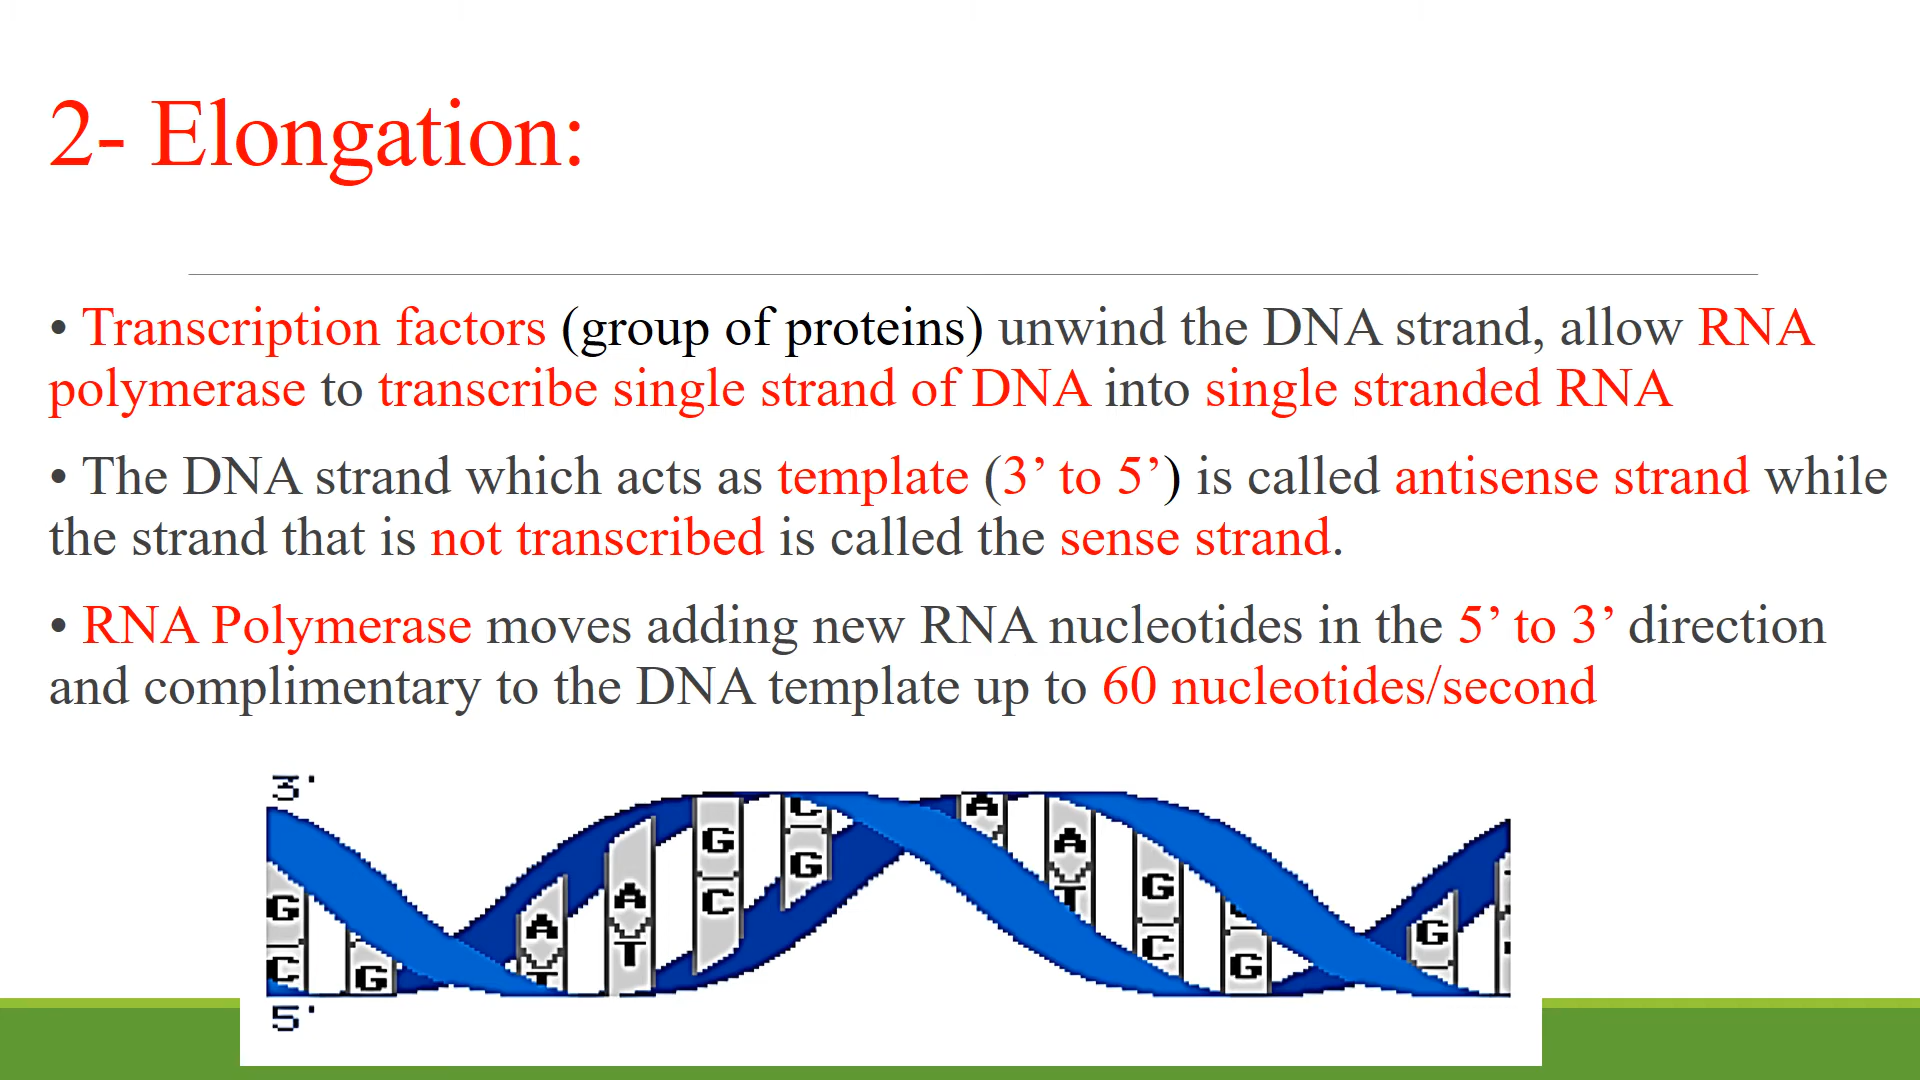 2- Elongation:
• Transcription factors (group of proteins) unwind the DNA strand, allow RNA
polymerase to transcribe single strand of DNA into single stranded RNA
• The DNA strand which acts as template (3’ to 5’) is called antisense strand while
the strand that is not transcribed is called the sense strand.
• RNA Polymerase moves adding new RNA nucleotides in the 5’ to 3’ direction
and complimentary to the DNA template up to 60 nucleotides/second
3'
G A A G C A A G G
C G T T C G T C G
5'